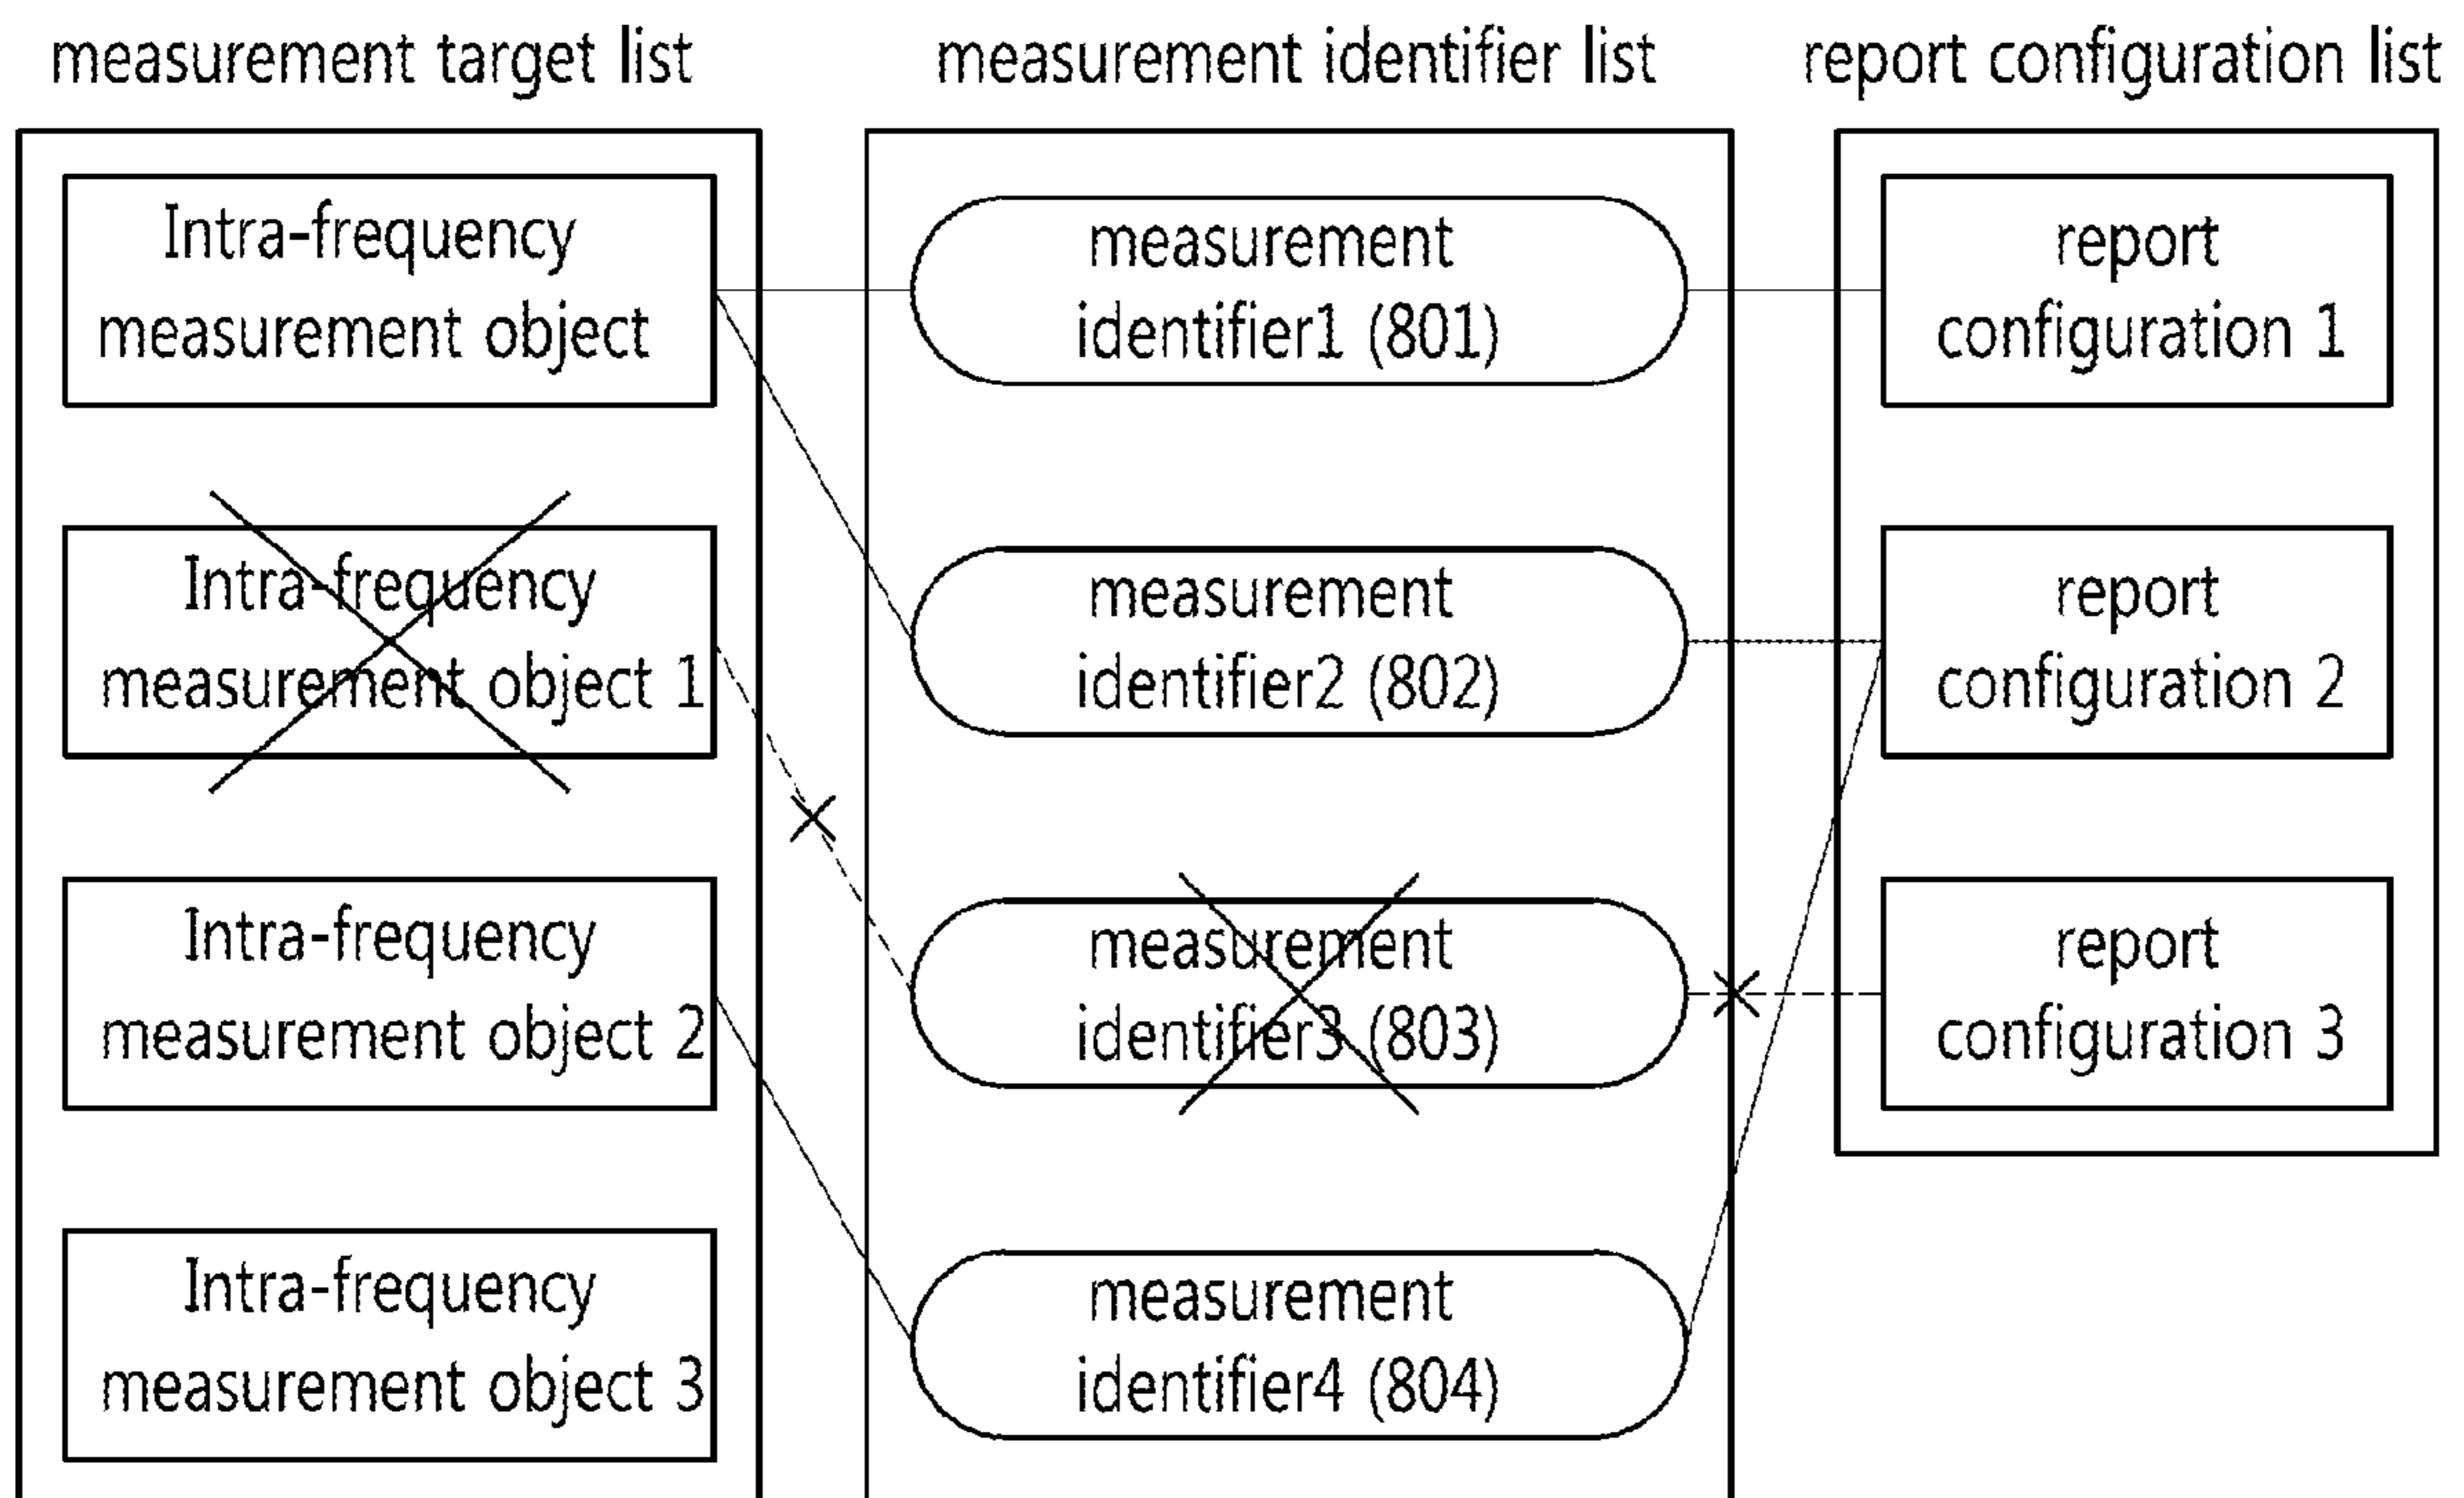 measurement target list
Intra-frequency
measurement object
Intra-frequency
measurement object 1
Intra-frequency
measurement object 2
Intra-frequency
measurement object 3
measurement identifier list
measurement
identifier1 (801)
measurement
identifier2 (802)
measurement
identifier3 (803)
measurement
identifier4 (804)
report configuration list
report
configuration 1
report
configuration 2
report
configuration 3